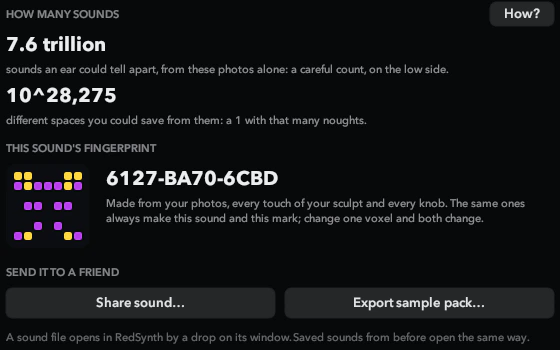 HOW MANY SOUNDS
How?
7.6 trillion
sounds an ear could tell apart, from these photos alone: a careful count, on the low side.
10^28,275
different spaces you could save from them: a 1 with that many noughts.
THIS SOUND'S FINGERPRINT
6127-BA70-6CBD
Made from your photos, every touch of your sculpt and every knob. The same ones
always make this sound and this mark; change one voxel and both change.
SEND IT TO A FRIEND
Share sound...
Export sample pack...
A sound file opens in RedSynth by a drop on its window. Saved sounds from before open the same way.